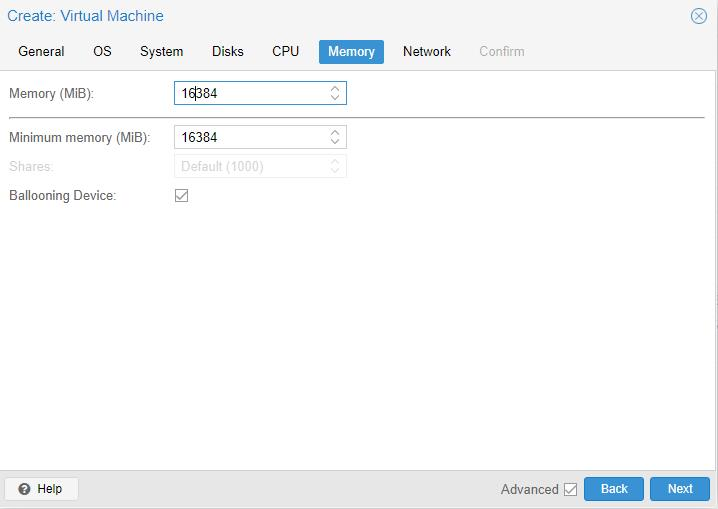 Create: Virtual Machine
General OS System Disks CPU Memory Network Confirm
Memory (MiB): 16384
Minimum memory (MiB): 16384
Shares: Default (1000)
Ballooning Device:
Help Advanced Back Next